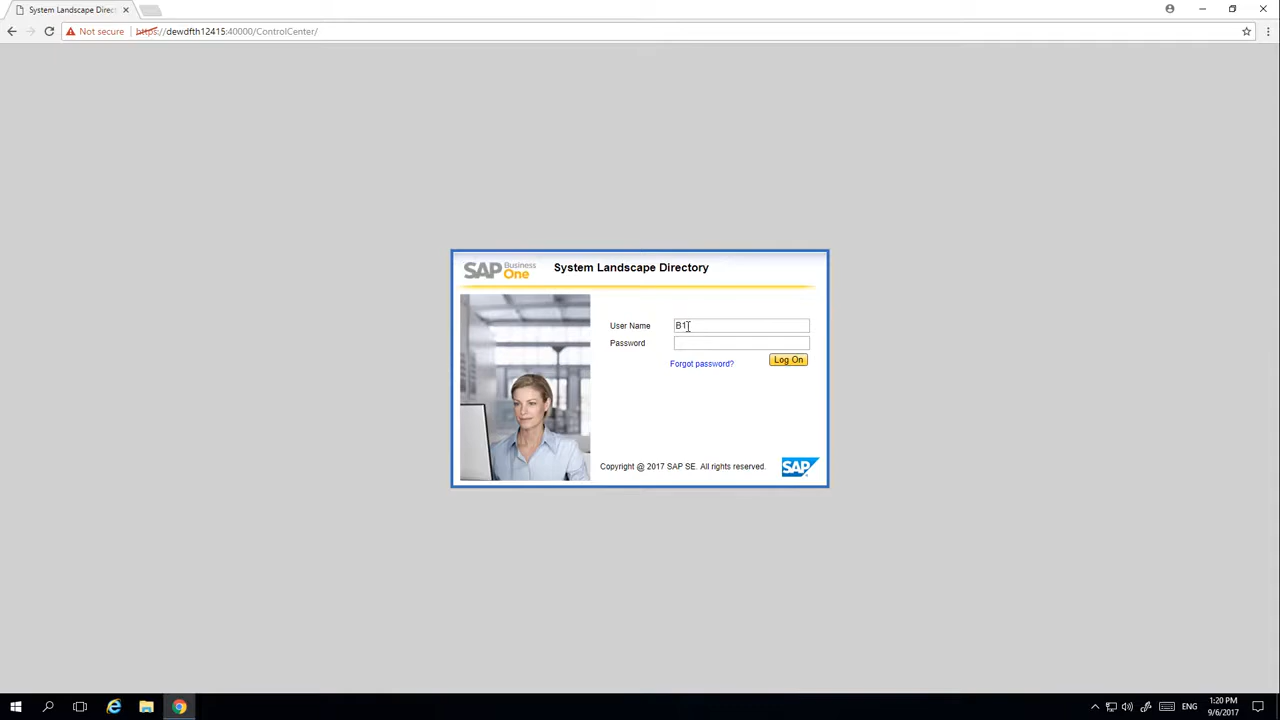 System Landscape Direct
Not secure https://dewdfth12415:40000/ControlCenter/
SAP Business One
System Landscape Directory
User Name B1
Password
Forgot password? Log On
Copyright @ 2017 SAP SE. All rights reserved.
SAP
ENG
1:20 PM
9/6/2017